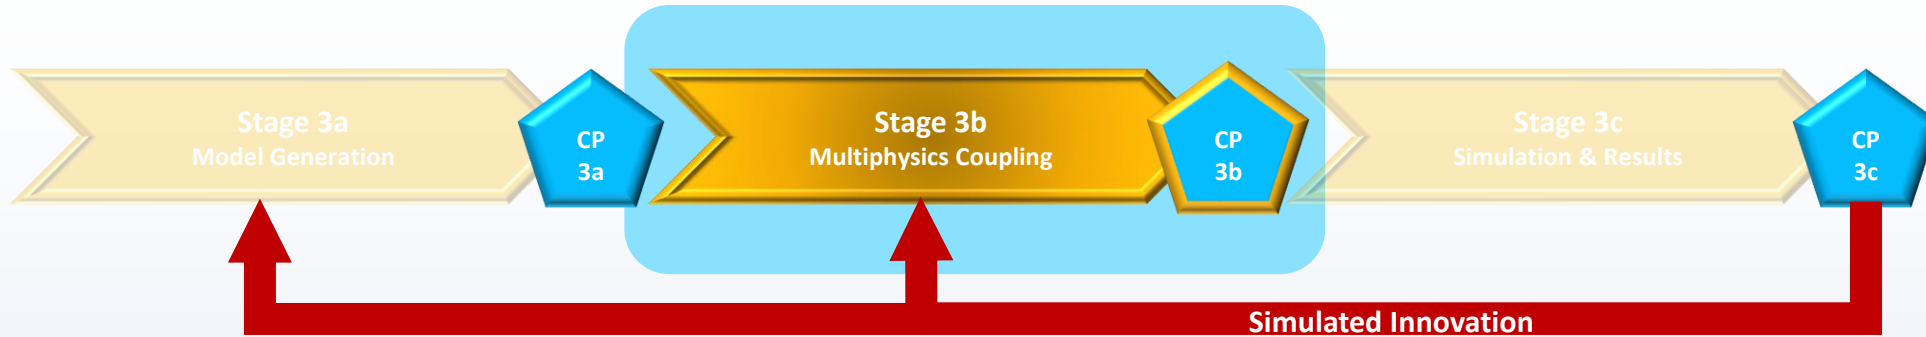 Stage 3a
Model Generation
CP
3a
Stage 3b
Multiphysics Coupling
CP
3b
Stage 3c
Simulation & Results
CP
3c
Simulated Innovation